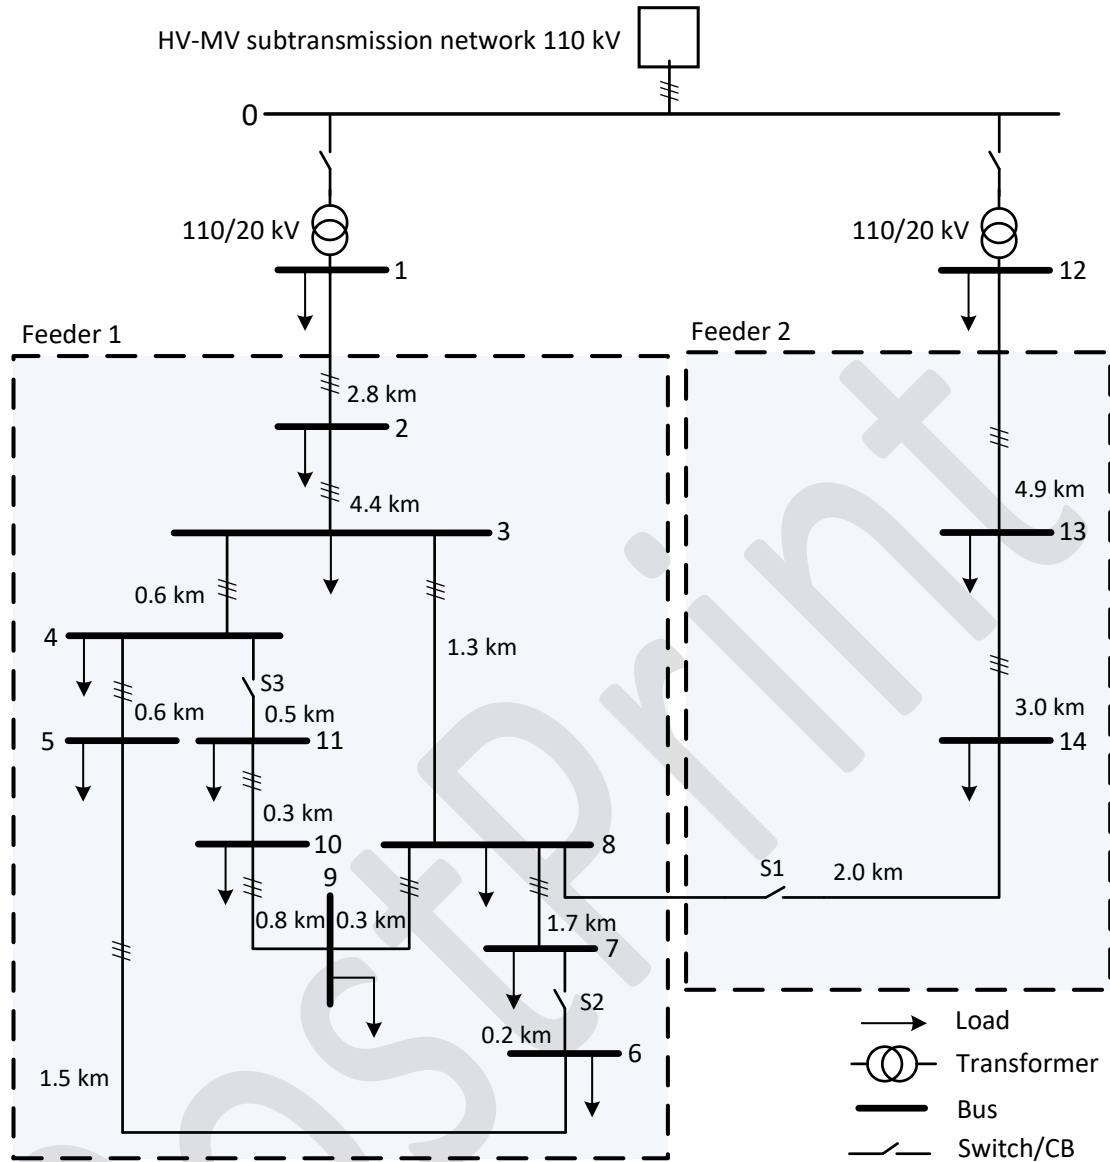 HV-MV subtransmission network 110 kV
0
110/20 kV
110/20 kV
1
12
Feeder 1
Feeder 2
2.8 km
2
4.4 km
4.9 km
3
13
0.6 km
4
1.3 km
S3
0.6 km
0.5 km
3.0 km
5
11
14
0.3 km
10
8
9
S1
2.0 km
0.8 km
0.3 km
1.7 km
7
S2
0.2 km
6
1.5 km
Load
Transformer
Bus
Switch/CB
PostPrint